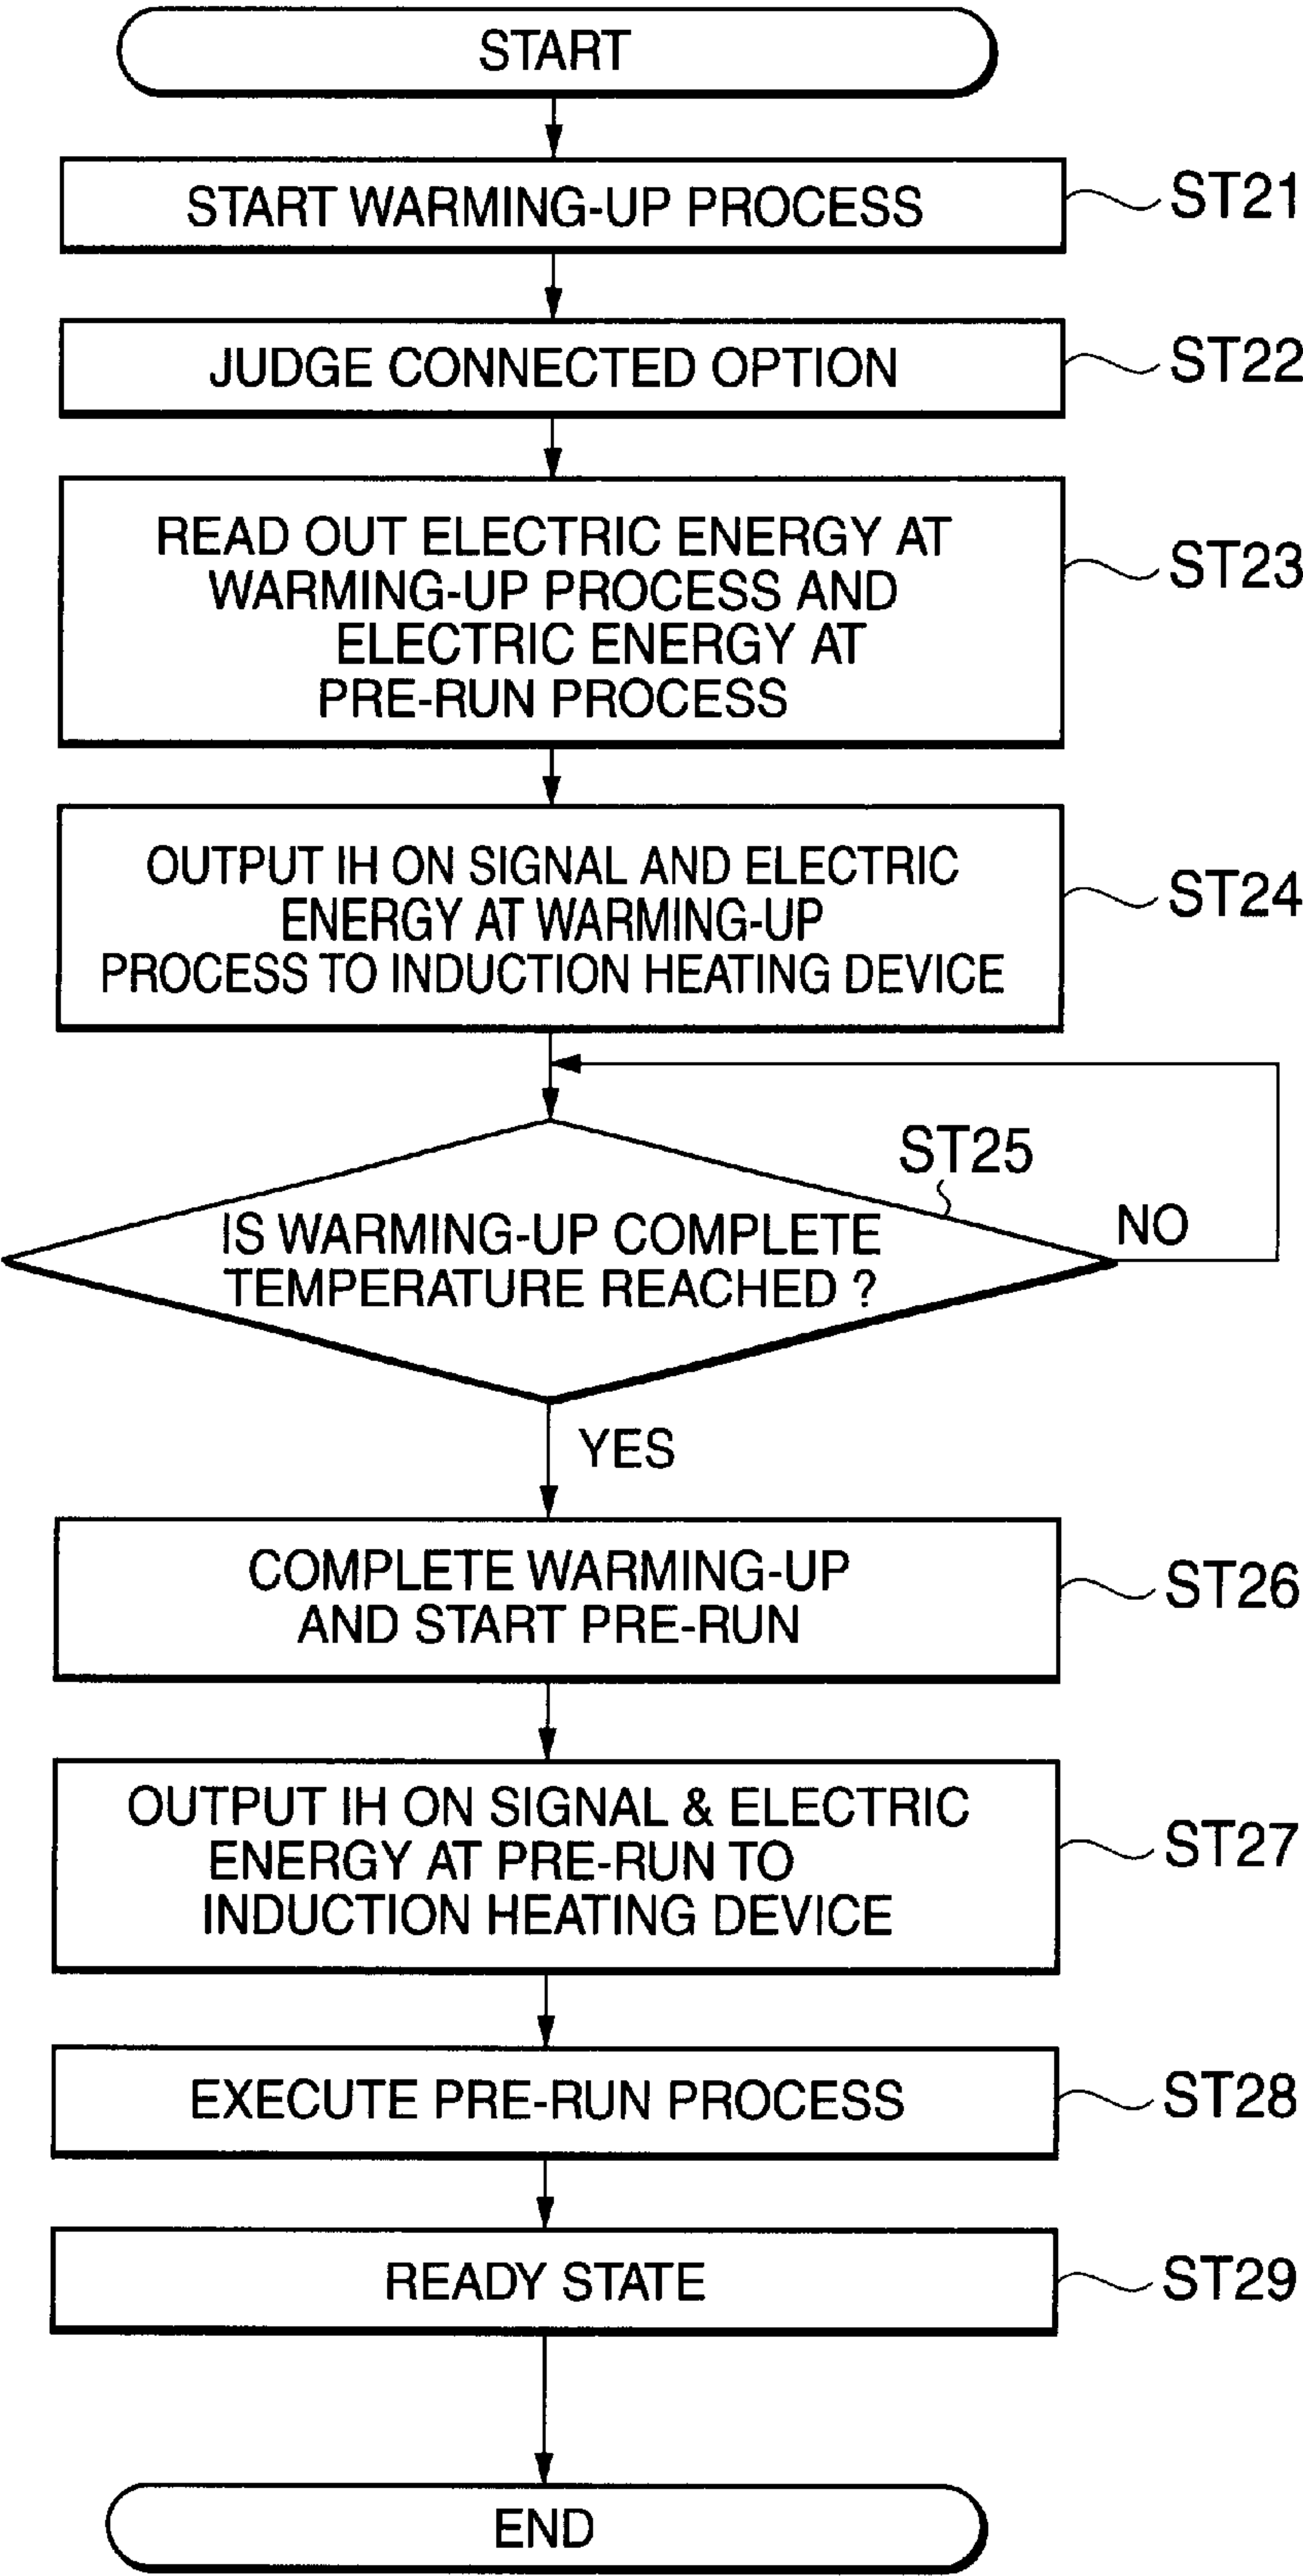 START
START WARMING-UP PROCESS
ST21
JUDGE CONNECTED OPTION
ST22
READ OUT ELECTRIC ENERGY AT
WARMING-UP PROCESS AND
ELECTRIC ENERGY AT
PRE-RUN PROCESS
ST23
OUTPUT IH ON SIGNAL AND ELECTRIC
ENERGY AT WARMING-UP
PROCESS TO INDUCTION HEATING DEVICE
ST24
ST25
IS WARMING-UP COMPLETE
TEMPERATURE REACHED ?
NO
YES
COMPLETE WARMING-UP
AND START PRE-RUN
ST26
OUTPUT IH ON SIGNAL & ELECTRIC
ENERGY AT PRE-RUN TO
INDUCTION HEATING DEVICE
ST27
EXECUTE PRE-RUN PROCESS
ST28
READY STATE
ST29
END